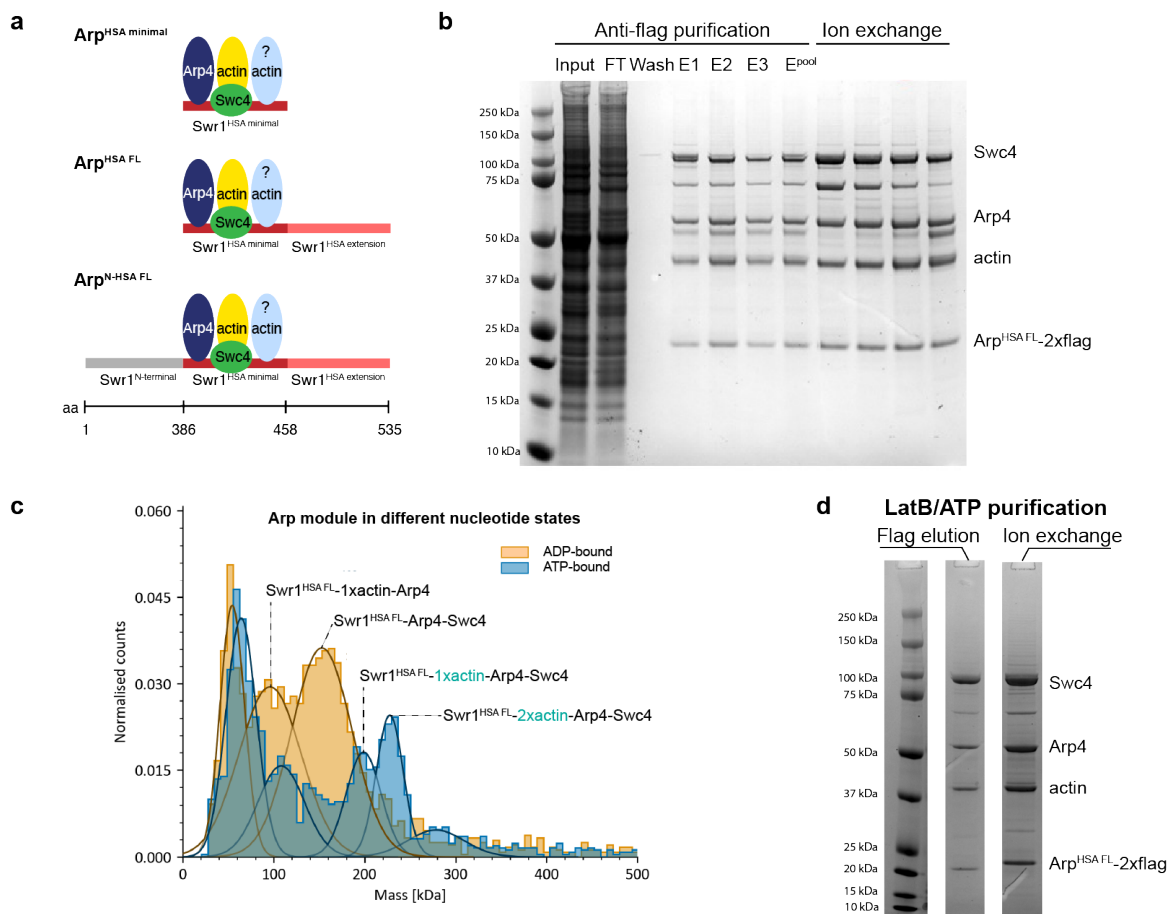 a
Arp^HSA minimal
Arp4 actin ? actin
Swc4
Swr1^HSA minimal
Arp^HSA FL
Arp4 actin ? actin
Swc4
Swr1^HSA minimal Swr1^HSA extension
Arp^N-HSA FL
Arp4 actin ? actin
Swc4
Swr1^N-terminal Swr1^HSA minimal Swr1^HSA extension
aa
1 386 458 535
b
Anti-flag purification Ion exchange
Input FT Wash E1 E2 E3 E^pool
250 kDa
150 kDa
100 kDa
75 kDa
50 kDa
37 kDa
25 kDa
20 kDa
15 kDa
10 kDa
Swc4
Arp4
actin
Arp^HSA FL-2xflag
c
Arp module in different nucleotide states
ADP-bound
ATP-bound
Swr1^HSA FL-1xactin-Arp4
Swr1^HSA FL-Arp4-Swc4
Swr1^HSA FL-1xactin-Arp4-Swc4
Swr1^HSA FL-2xactin-Arp4-Swc4
Normalised counts
0.060
0.045
0.030
0.015
0.000
0 100 200 300 400 500
Mass [kDa]
d
LatB/ATP purification
Flag elution Ion exchange
250 kDa
150 kDa
100 kDa
75 kDa
50 kDa
37 kDa
25 kDa
20 kDa
15 kDa
10 kDa
Swc4
Arp4
actin
Arp^HSA FL-2xflag